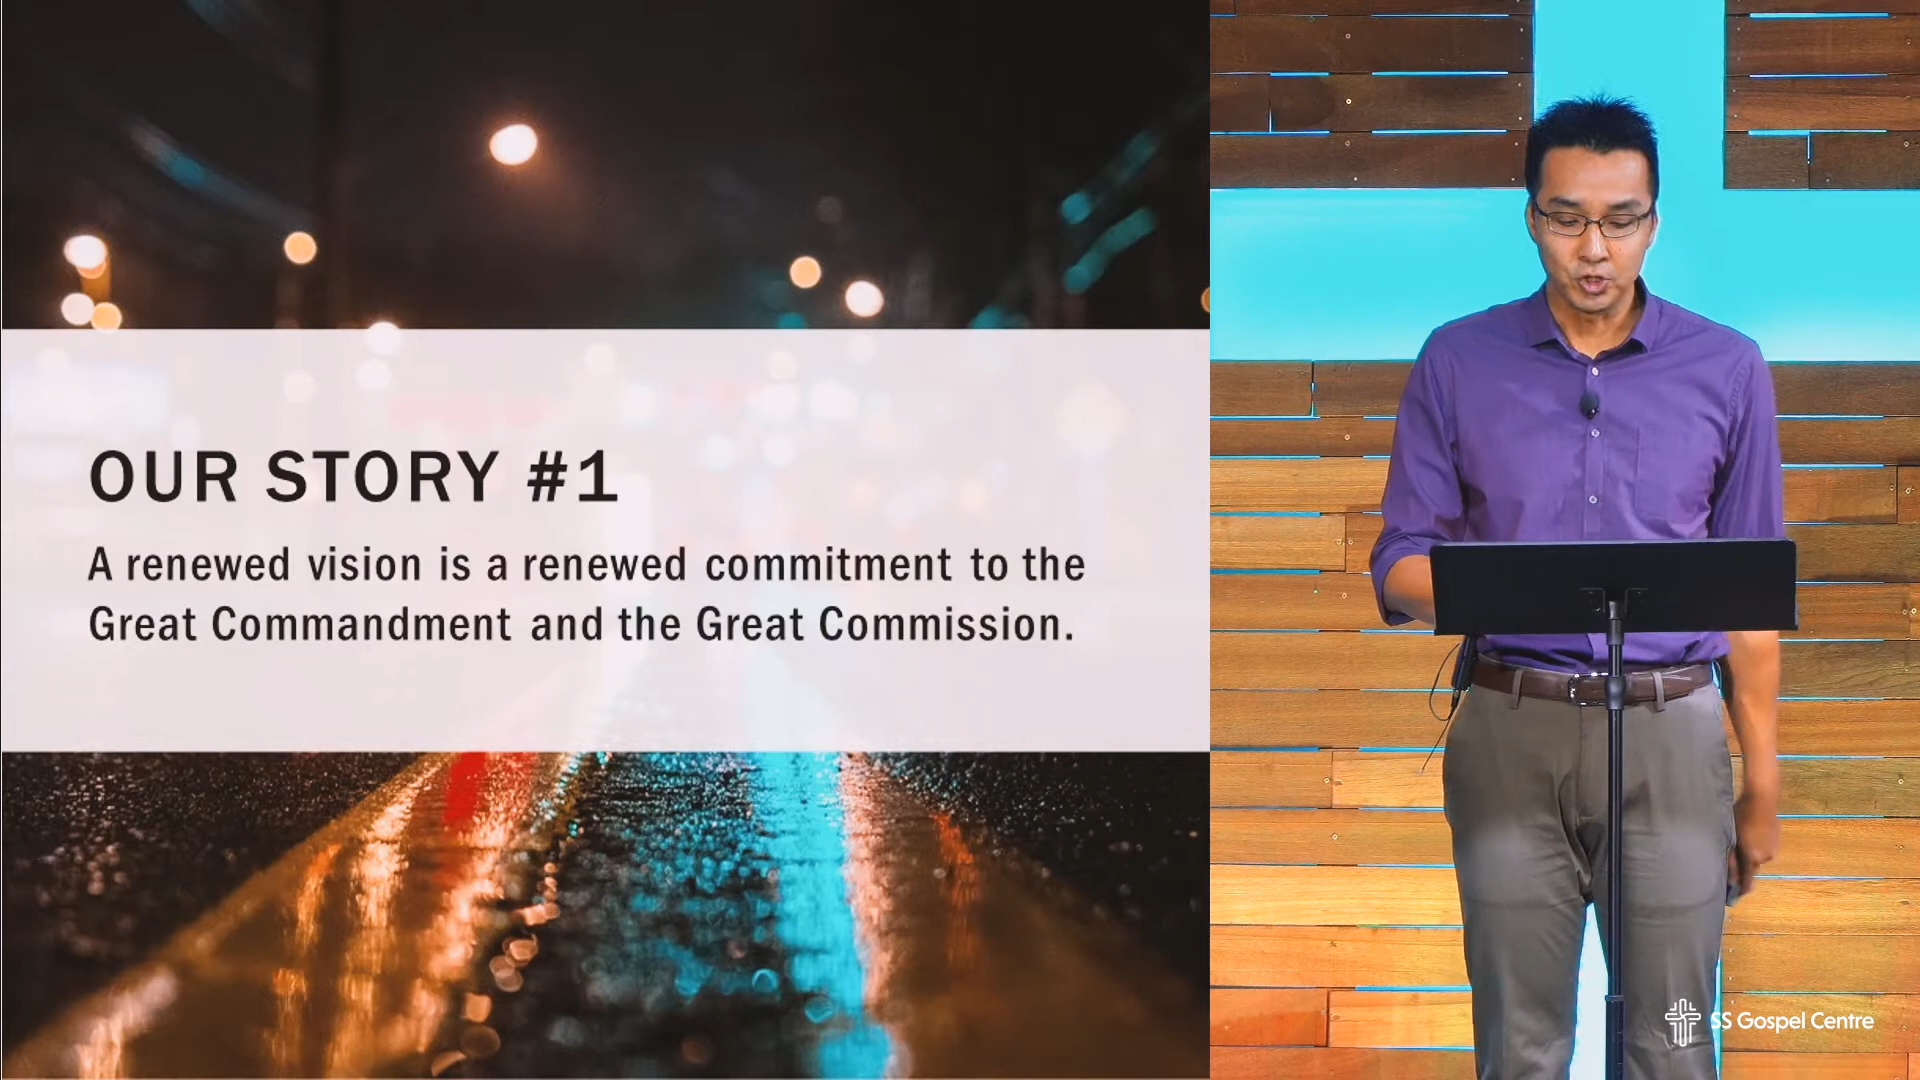 OUR STORY #1
A renewed vision is a renewed commitment to the
Great Commandment and the Great Commission.
SS Gospel Centre